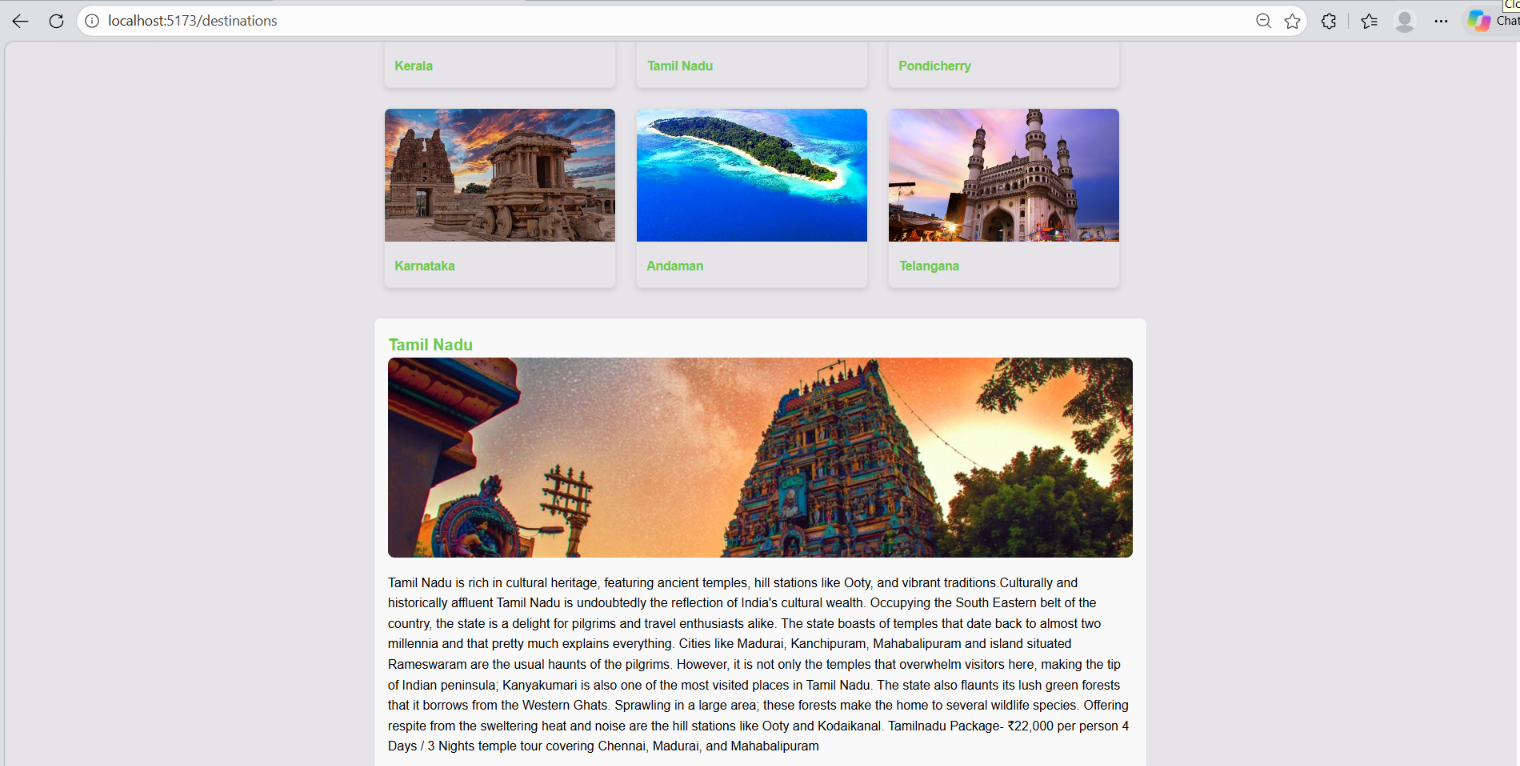 Clo
localhost:5173/destinations
Chat
Kerala
Tamil Nadu
Pondicherry
Karnataka
Andaman
Telangana
Tamil Nadu
Tamil Nadu is rich in cultural heritage, featuring ancient temples, hill stations like Ooty, and vibrant traditions.Culturally and
historically affluent Tamil Nadu is undoubtedly the reflection of India's cultural wealth. Occupying the South Eastern belt of the
country, the state is a delight for pilgrims and travel enthusiasts alike. The state boasts of temples that date back to almost two
millennia and that pretty much explains everything. Cities like Madurai, Kanchipuram, Mahabalipuram and island situated
Rameswaram are the usual haunts of the pilgrims. However, it is not only the temples that overwhelm visitors here, making the tip
of Indian peninsula; Kanyakumari is also one of the most visited places in Tamil Nadu. The state also flaunts its lush green forests
that it borrows from the Western Ghats. Sprawling in a large area; these forests make the home to several wildlife species. Offering
respite from the sweltering heat and noise are the hill stations like Ooty and Kodaikanal. Tamilnadu Package- ₹22,000 per person 4
Days / 3 Nights temple tour covering Chennai, Madurai, and Mahabalipuram